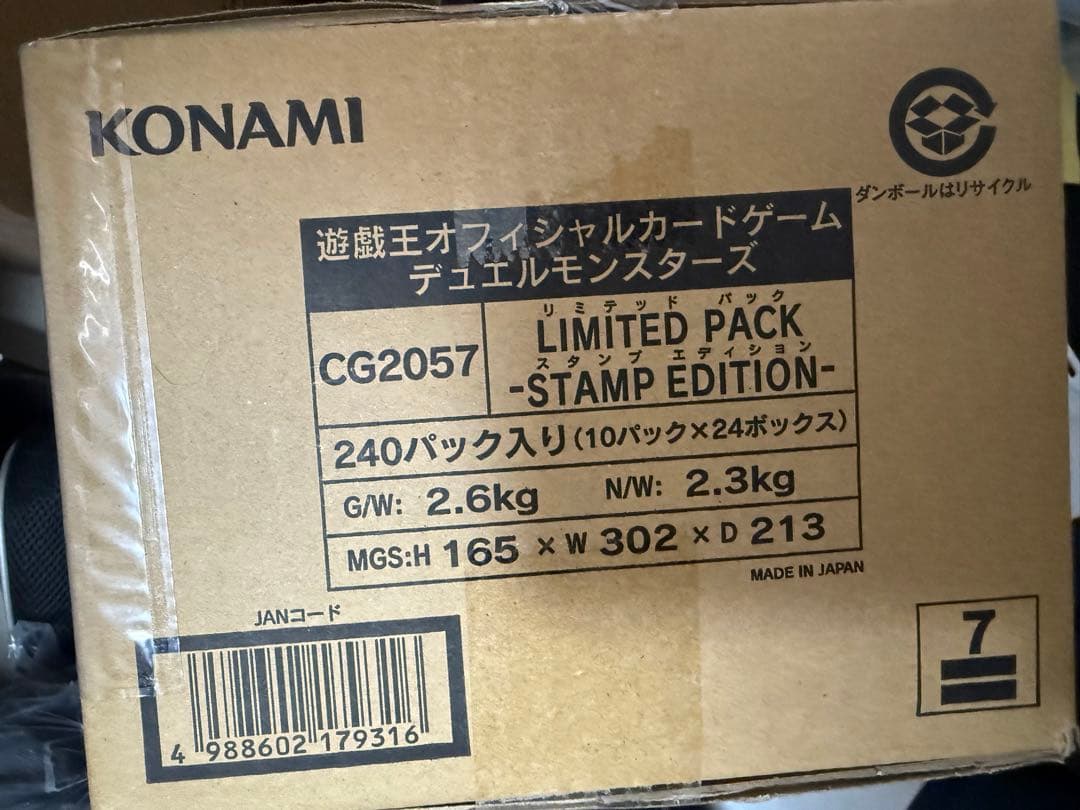 KONAMI
ダンボールはリサイクル
遊戯王オフィシャルカードゲーム
デュエルモンスターズ
CG2057
リミテッド パック
LIMITED PACK
スタンプ エディション
-STAMP EDITION-
240パック入り(10パック×24ボックス)
G/W: 2.6kg N/W: 2.3kg
MGS:H 165 × W 302 × D 213
MADE IN JAPAN
JANコード
4 988602 179316
7